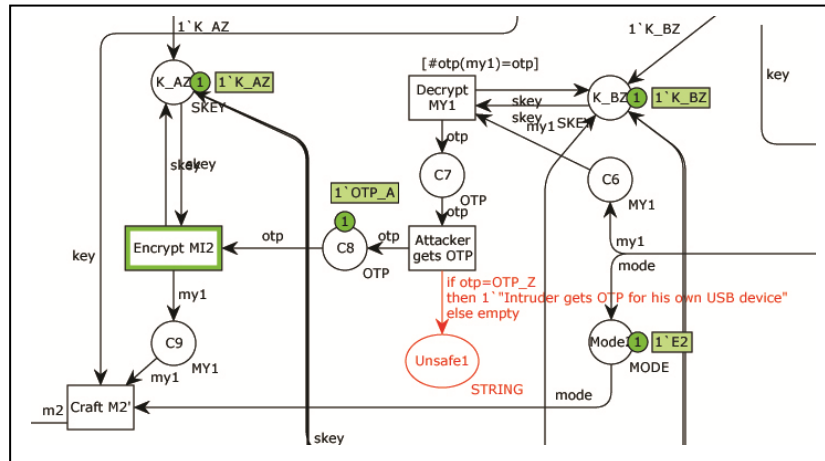 1`K_AZ
1`K_BZ
[#otp(my1)=otp]
key
K_AZ
1
1`K_AZ
SKEY
Decrypt
MY1
skey
skey
my1
K_BZ
1
1`K_BZ
SKEY
otp
skey
skey
C7
OTP
C6
MY1
1`OTP_A
1
otp
Encrypt MI2
otp
C8
OTP
otp
Attacker
gets OTP
my1
mode
key
my1
if otp=OTP_Z
then 1`"Intruder gets OTP for his own USB device"
else empty
C9
MY1
my1
Unsafe1
STRING
1
1`E2
MODE
mode
m2
Craft M2'
skey